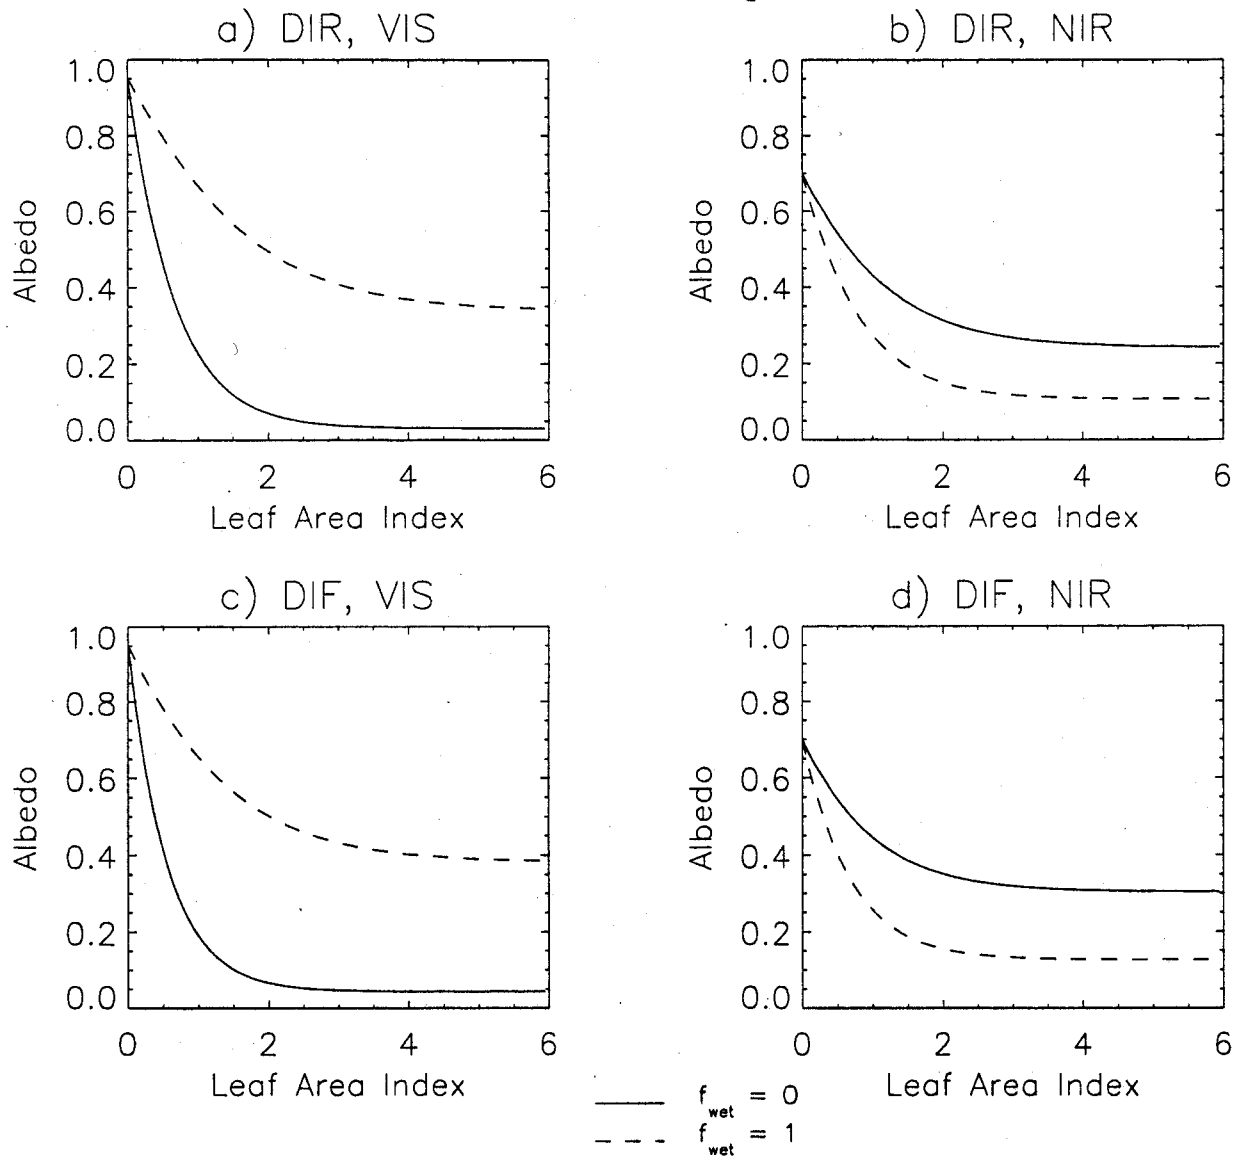 a) DIR, VIS
1.0
0.8
0.6
0.4
0.2
0.0
Albedo
0 2 4 6
Leaf Area Index
b) DIR, NIR
1.0
0.8
0.6
0.4
0.2
0.0
Albedo
0 2 4 6
Leaf Area Index
c) DIF, VIS
1.0
0.8
0.6
0.4
0.2
0.0
Albedo
0 2 4 6
Leaf Area Index
d) DIF, NIR
1.0
0.8
0.6
0.4
0.2
0.0
Albedo
0 2 4 6
Leaf Area Index
f wet = 0
f wet = 1